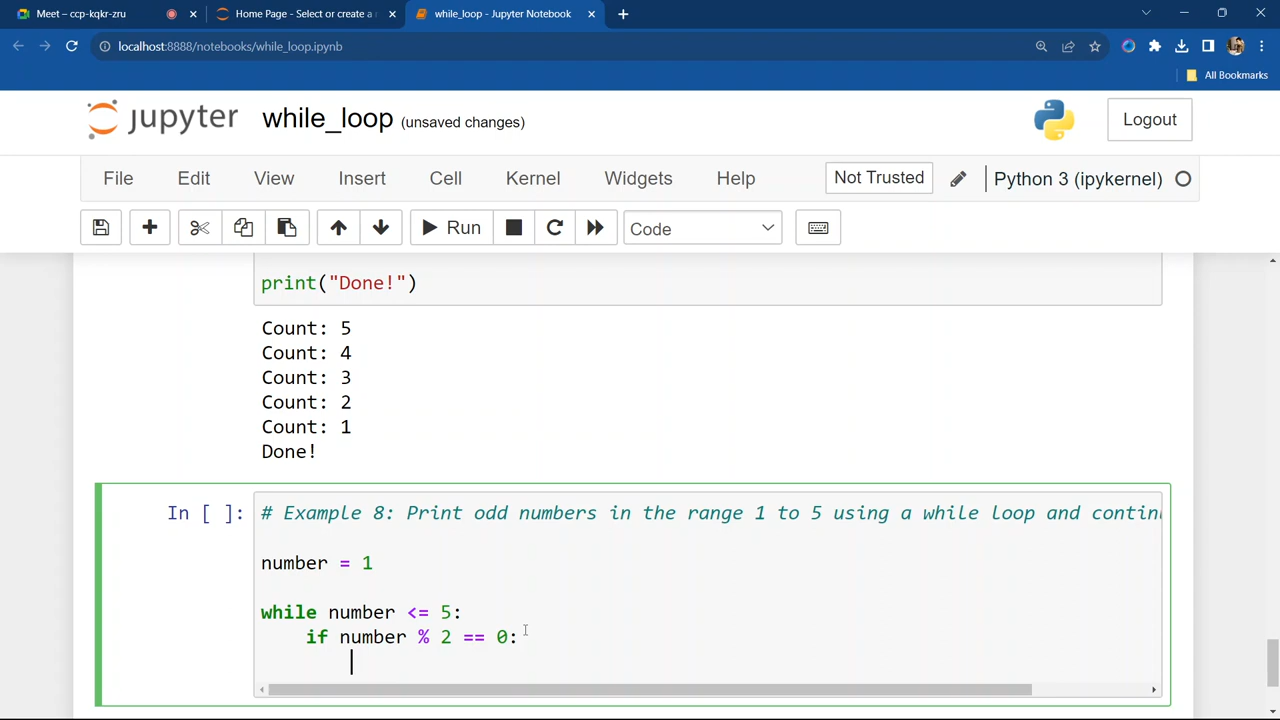 Meet – ccp-kqkr-zru
Home Page - Select or create a
while_loop - Jupyter Notebook
localhost:8888/notebooks/while_loop.ipynb
All Bookmarks
jupyter while_loop (unsaved changes)
Logout
File Edit View Insert Cell Kernel Widgets Help Not Trusted Python 3 (ipykernel)
Run Code
print("Done!")
Count: 5
Count: 4
Count: 3
Count: 2
Count: 1
Done!
In [ ]: # Example 8: Print odd numbers in the range 1 to 5 using a while loop and contin
number = 1
while number <= 5:
if number % 2 == 0: